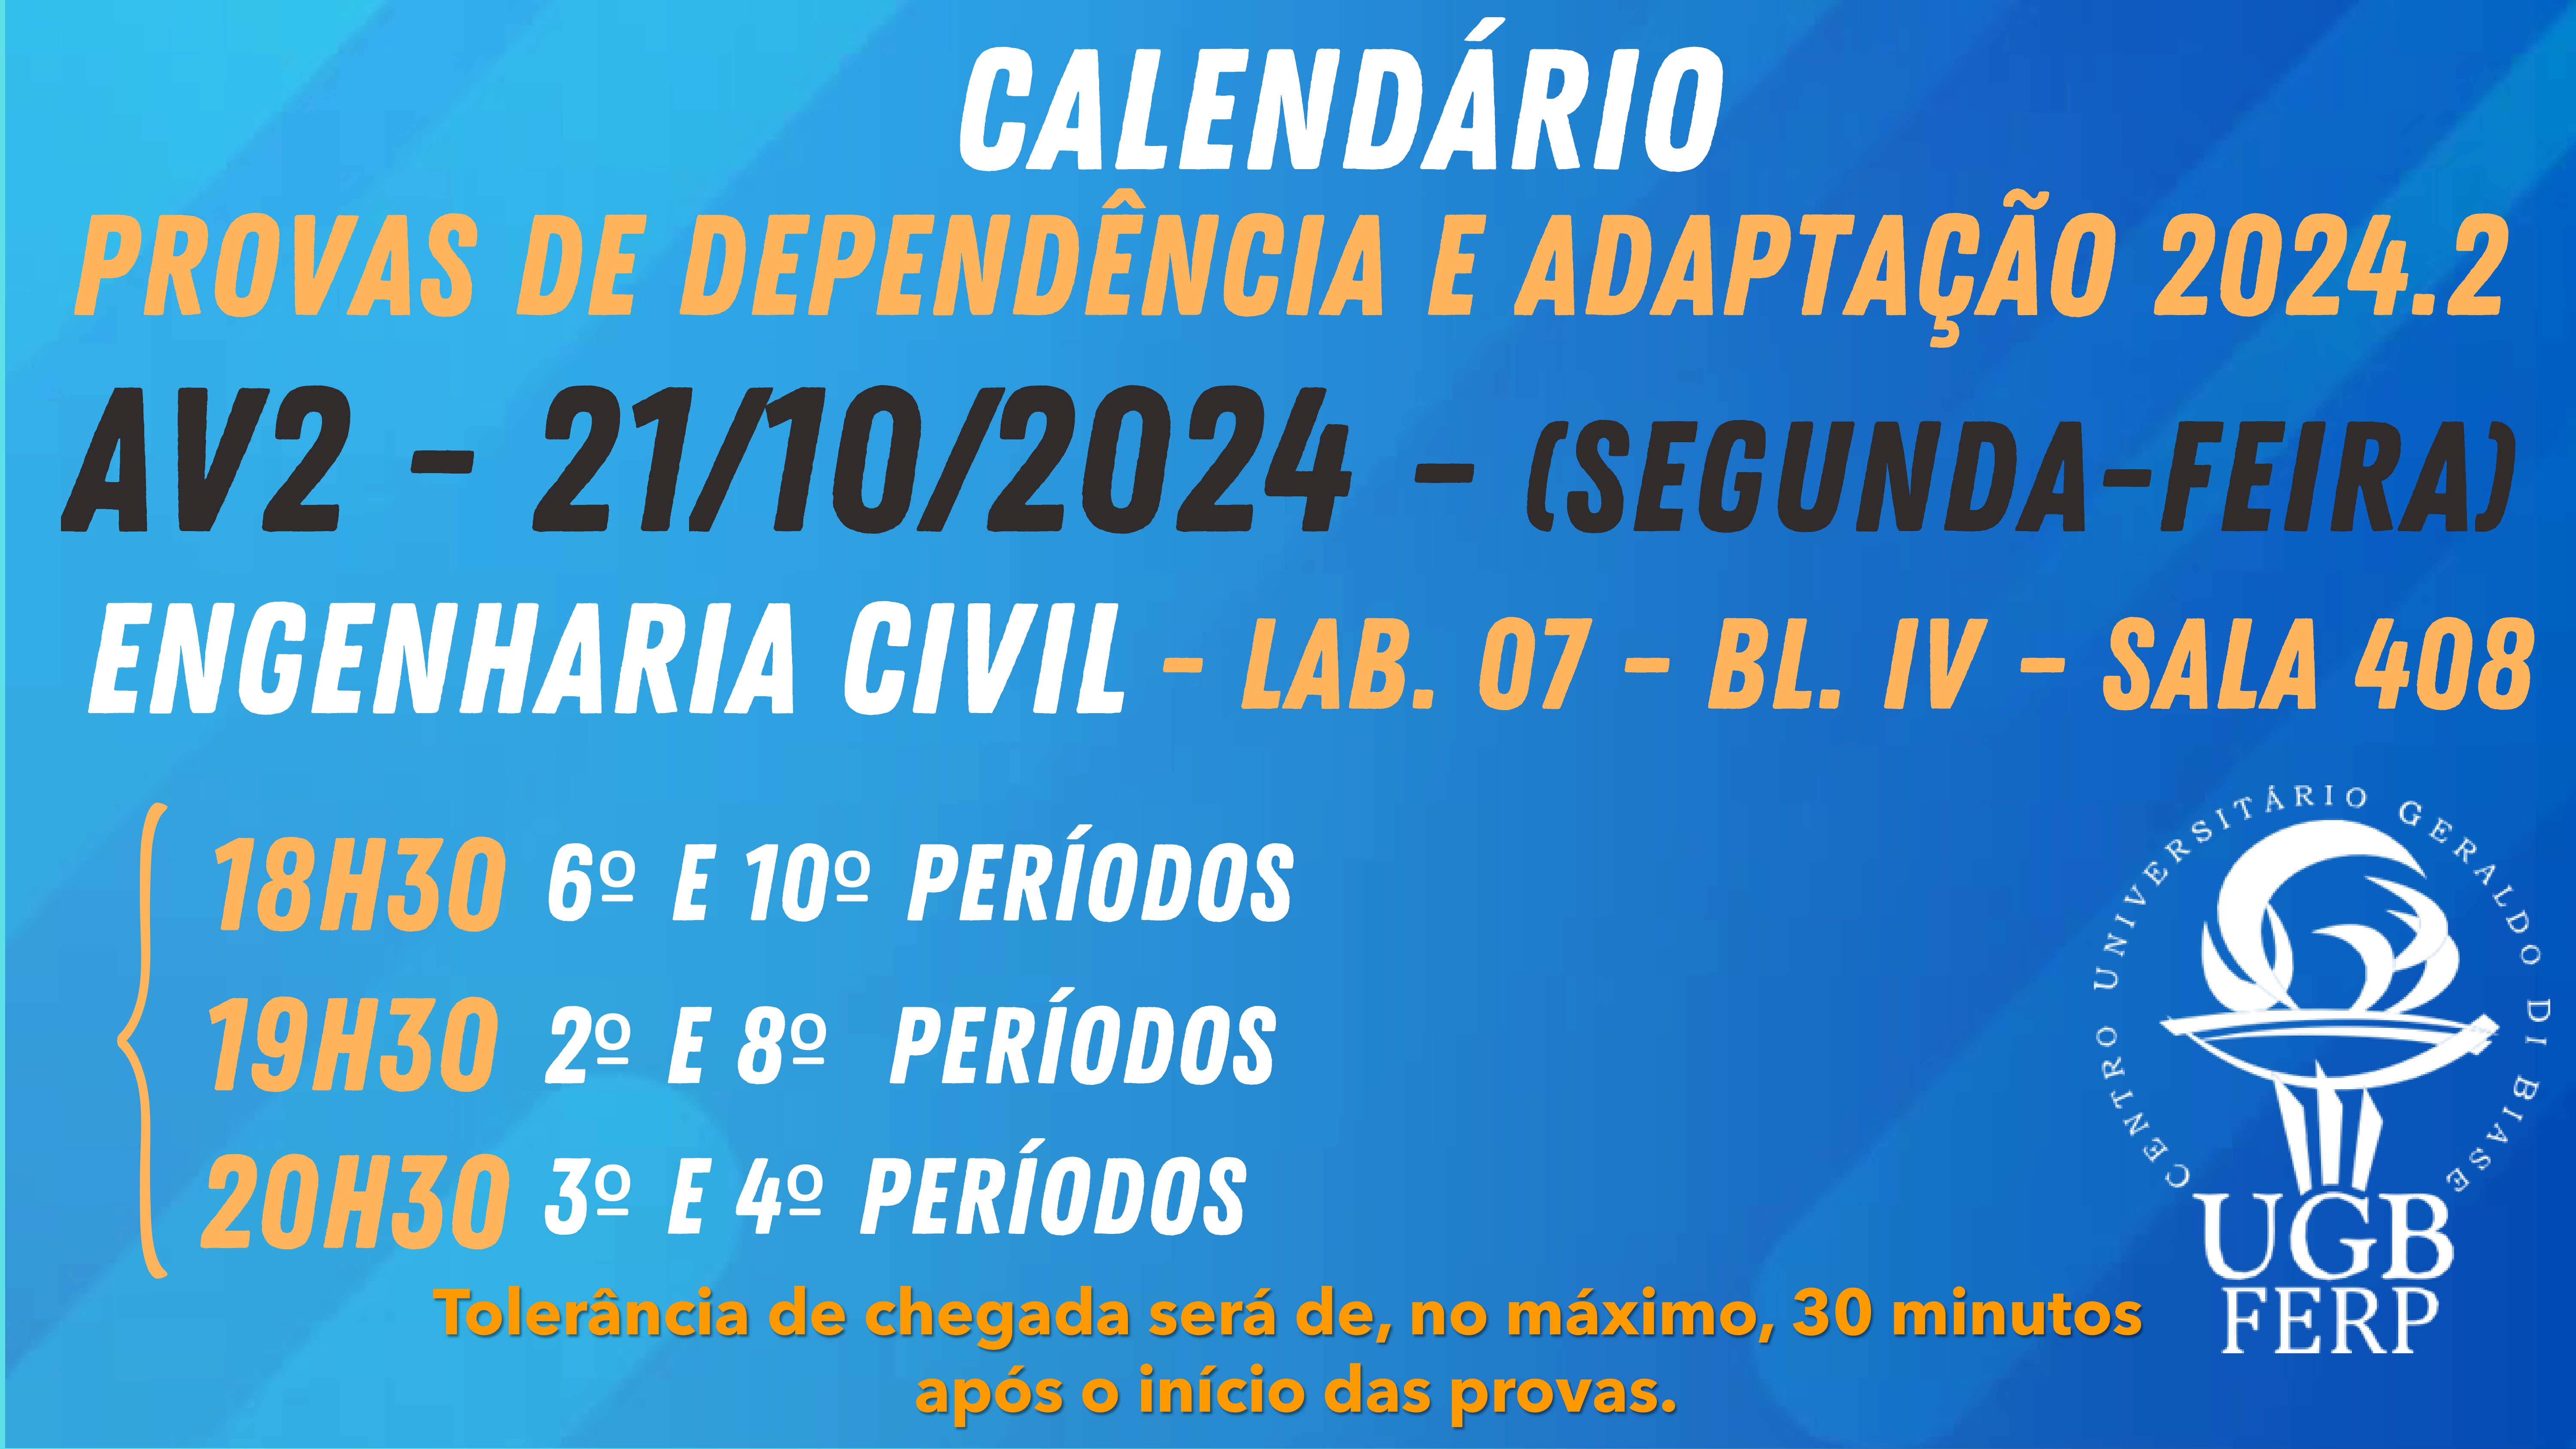 CALENDÁRIO
PROVAS DE DEPENDÊNCIA E ADAPTAÇÃO 2024.2
AV2 - 21/10/2024 - (SEGUNDA-FEIRA)
ENGENHARIA CIVIL - LAB. 07 - BL. IV - SALA 408
18H30 6º E 10º PERÍODOS
19H30 2º E 8º PERÍODOS
20H30 3º E 4º PERÍODOS
CENTRO UNIVERSITÁRIO GERALDO DI BIASE
UGB
FERP
Tolerância de chegada será de, no máximo, 30 minutos
após o início das provas.